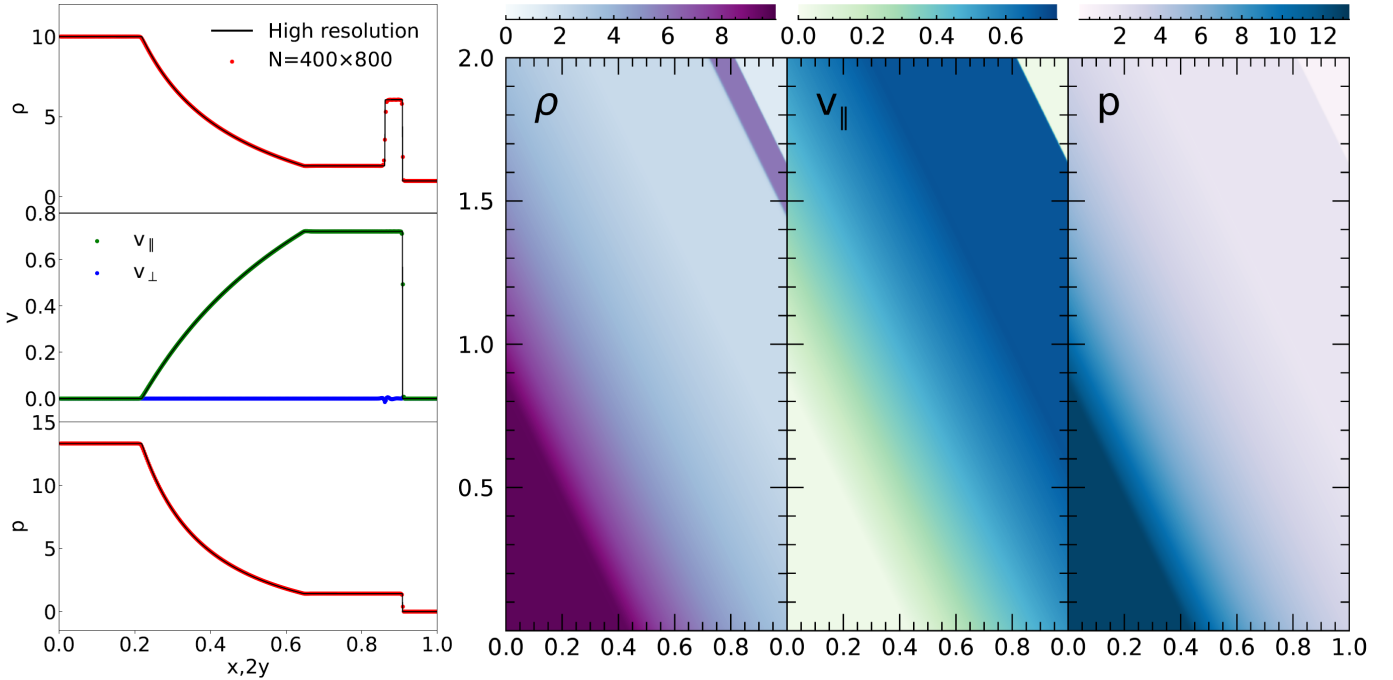 High resolution
N=400×800
10
5
0
ρ
0.8
0.6
0.4
0.2
0.0
v
v∥
v⊥
15
10
5
0
p
0.0 0.2 0.4 0.6 0.8 1.0
x,2y
0 2 4 6 8
0.0 0.2 0.4 0.6
2 4 6 8 10 12
ρ
v∥
p
2.0
1.5
1.0
0.5
0.2 0.4 0.6 0.8 0.0 0.2 0.4 0.6 0.8 0.0 0.2 0.4 0.6 0.8 1.0